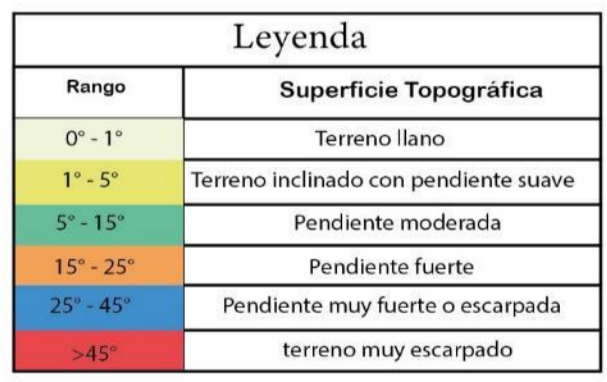 Leyenda
Rango Superficie Topográfica
0° - 1° Terreno llano
1° - 5° Terreno inclinado con pendiente suave
5° - 15° Pendiente moderada
15° - 25° Pendiente fuerte
25° - 45° Pendiente muy fuerte o escarpada
>45° terreno muy escarpado